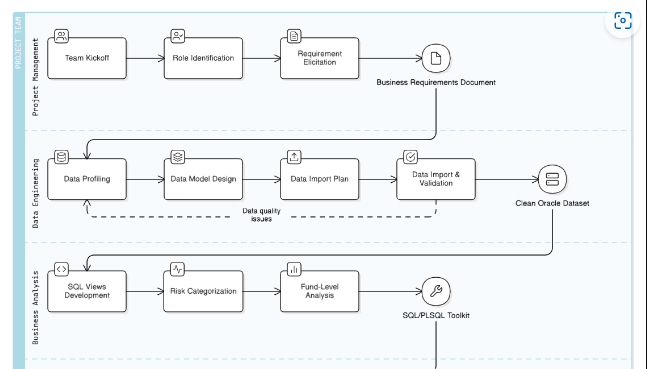 PROJECT TEAM
Project Management
Team Kickoff
Role Identification
Requirement
Elicitation
Business Requirements Document
Data Engineering
Data Profiling
Data Model Design
Data Import Plan
Data Import &
Validation
Clean Oracle Dataset
Data quality
issues
Business Analysis
SQL Views
Development
Risk Categorization
Fund-Level
Analysis
SQL/PLSQL Toolkit